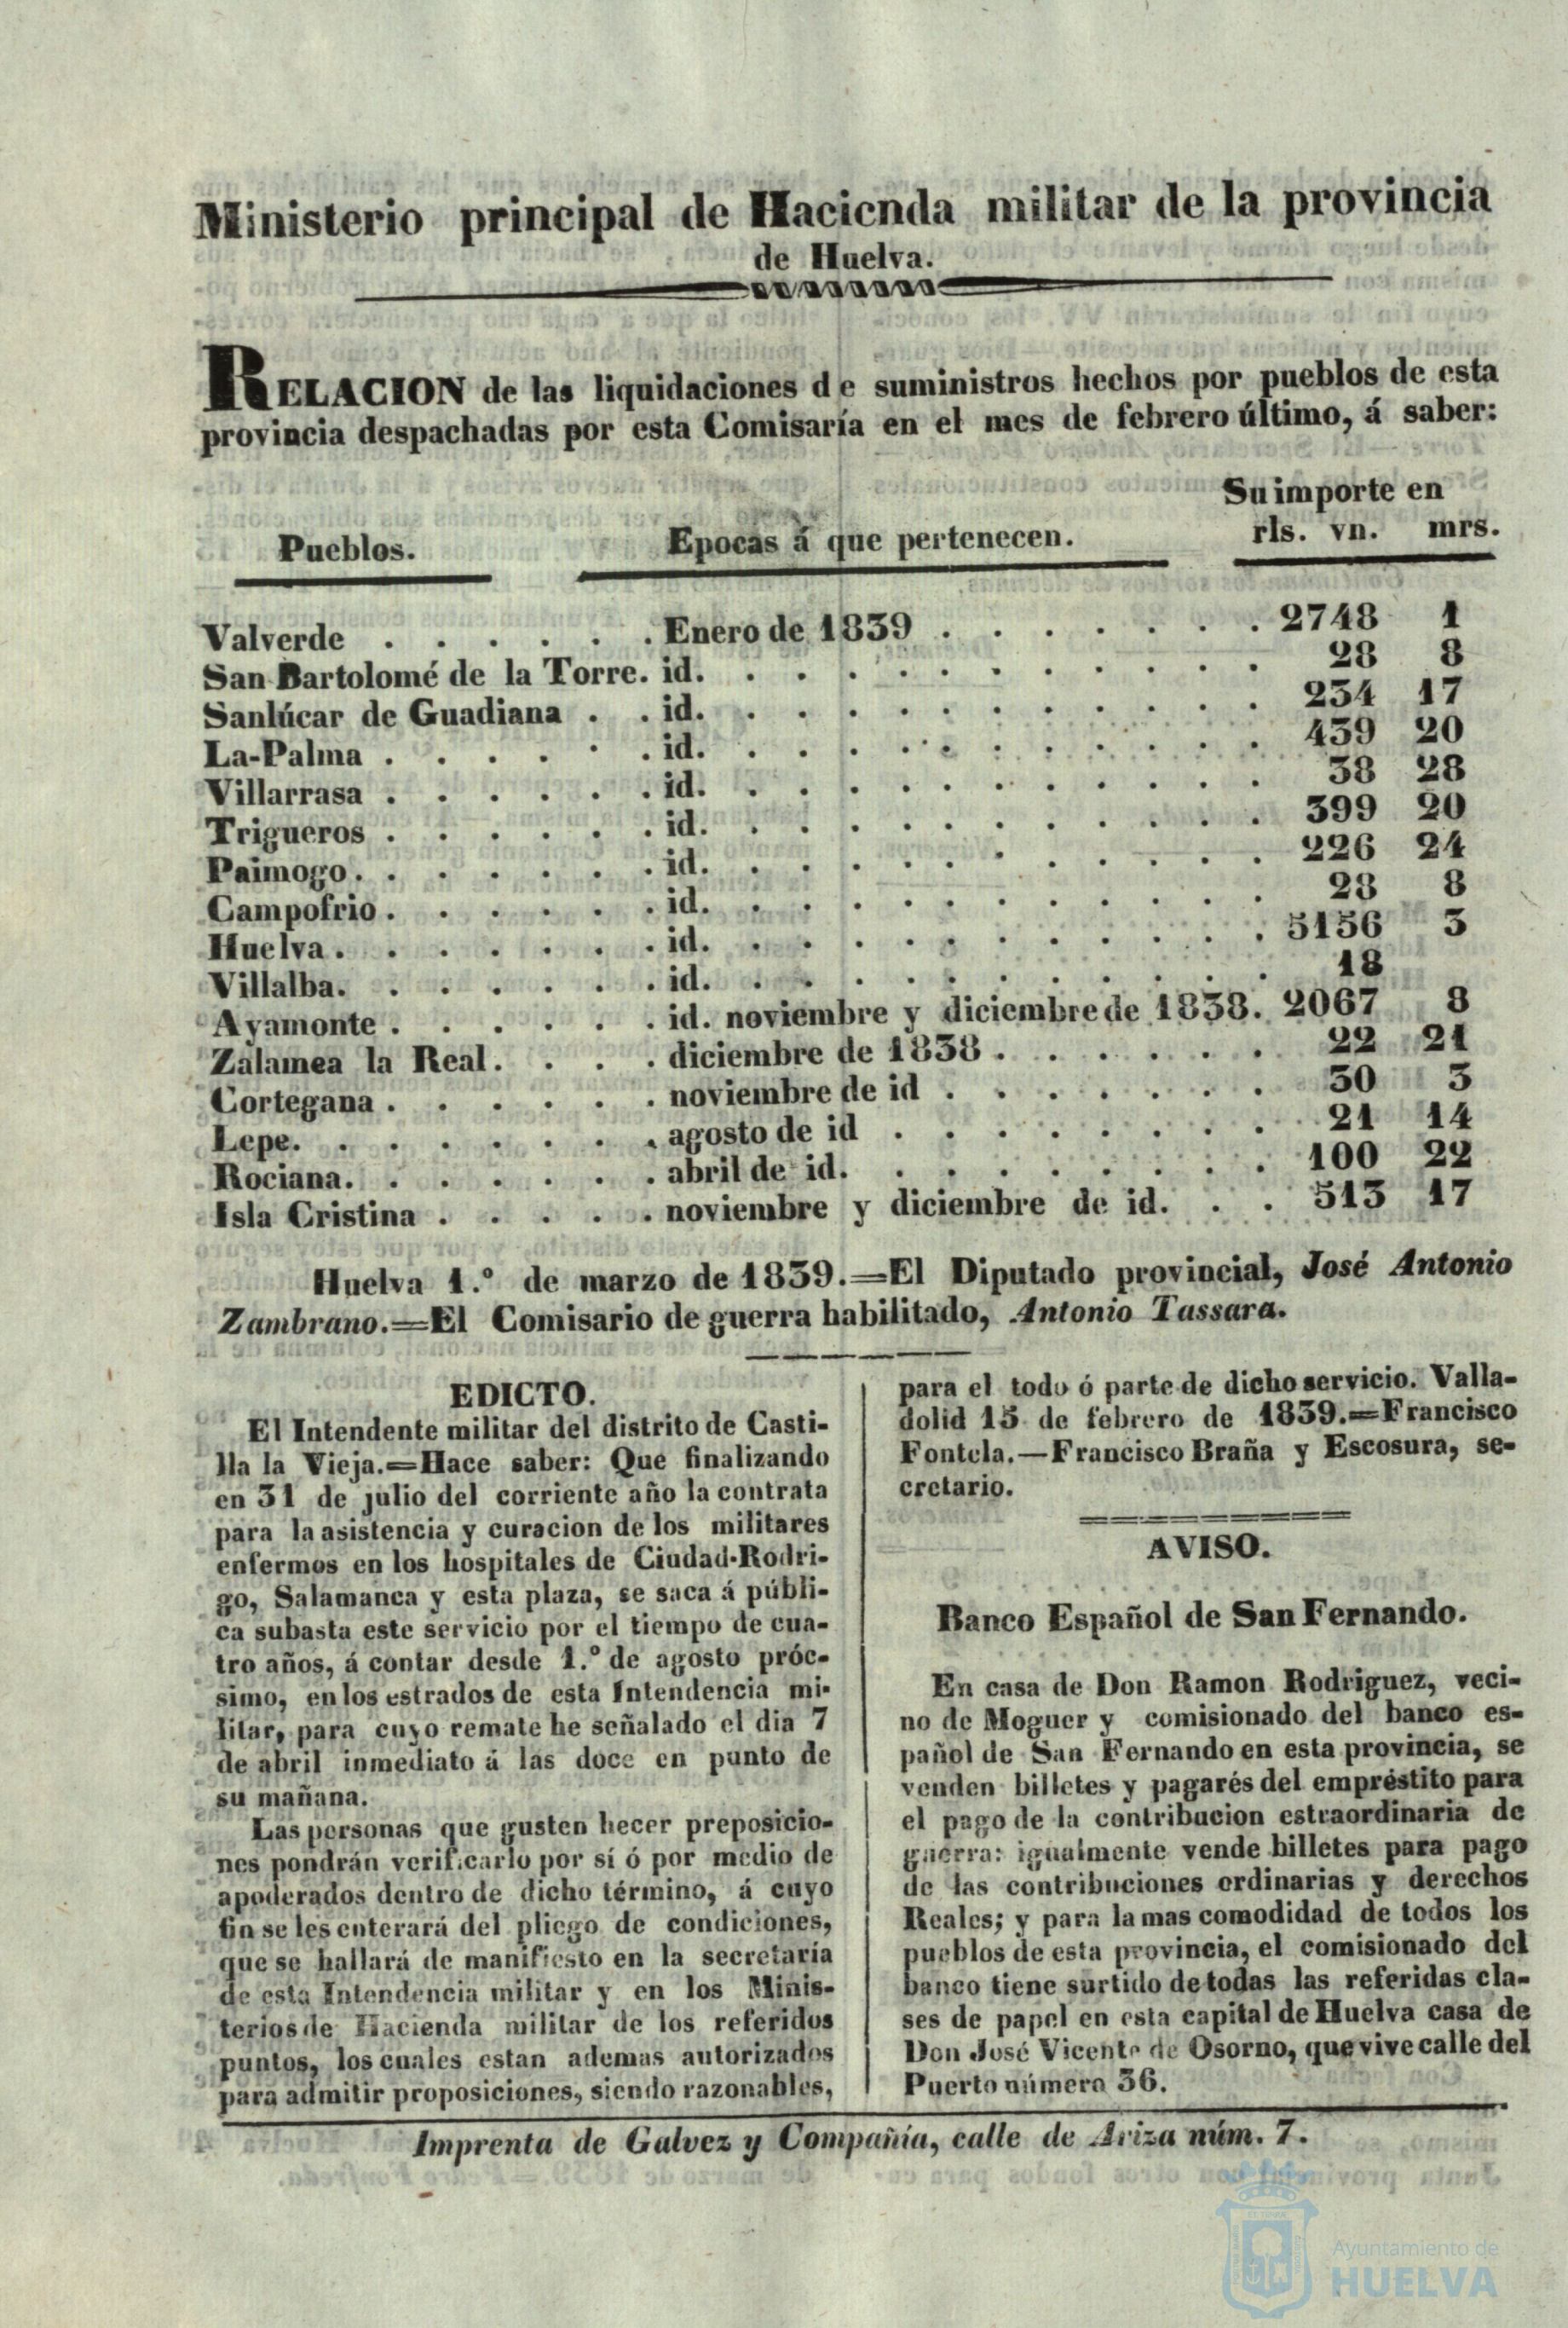 Ministerio principal de Hacienda militar de la provincia
de Huelva.
RELACION de las liquidaciones de suministros hechos por pueblos de esta
provincia despachadas por esta Comisaría en el mes de febrero último, á saber:
Su importe en
Pueblos. Epocas á que pertenecen. rls. vn. mrs.
Valverde . . . . . . Enero de 1839 . . . . . . . 2748 1
San Bartolomé de la Torre. id. . . . . . . . . . . . 28 8
Sanlúcar de Guadiana . . id. . . . . . . . . . . . 234 17
La-Palma . . . . . . id. . . . . . . . . . . . 439 20
Villarrasa . . . . . . id. . . . . . . . . . . . 38 28
Trigueros . . . . . . id. . . . . . . . . . . . 399 20
Paimogo. . . . . . . id. . . . . . . . . . . . 226 24
Campofrio . . . . . . id. . . . . . . . . . . . 28 8
Huelva . . . . . . . id. . . . . . . . . . . . 5156 3
Villalba. . . . . . . id. . . . . . . . . . . . 18
Ayamonte . . . . . . id. noviembre y diciembre de 1838. 2067 8
Zalamea la Real. . . . diciembre de 1838 . . . . . . 22 21
Cortegana . . . . . . noviembre de id . . . . . . . 30 3
Lepe. . . . . . . . agosto de id . . . . . . . . 21 14
Rociana. . . . . . . abril de id. . . . . . . . . 100 22
Isla Cristina . . . . . noviembre y diciembre de id. . . 513 17
Huelva 1.º de marzo de 1839.=El Diputado provincial, José Antonio
Zambrano.=El Comisario de guerra habilitado, Antonio Tassara.
EDICTO.
El Intendente militar del distrito de Casti-
lla la Vieja.=Hace saber: Que finalizando
en 31 de julio del corriente año la contrata
para la asistencia y curacion de los militares
enfermos en los hospitales de Ciudad-Rodri-
go, Salamanca y esta plaza, se saca á públi-
ca subasta este servicio por el tiempo de cua-
tro años, á contar desde 1.º de agosto próc-
simo, en los estrados de esta Intendencia mi-
litar, para cuyo remate he señalado el dia 7
de abril inmediato á las doce en punto de
su mañana.
Las personas que gusten hecer preposicio-
nes pondrán verificarlo por sí ó por medio de
apoderados dentro de dicho término, á cuyo
fin se les enterará del pliego de condiciones,
que se hallará de manifiesto en la secretaría
de esta Intendencia militar y en los Minis-
terios de Hacienda militar de los referidos
puntos, los cuales estan ademas autorizados
para admitir proposiciones, siendo razonables,
para el todo ó parte de dicho servicio. Valla-
dolid 15 de febrero de 1839.=Francisco
Fontela.—Francisco Braña y Escosura, se-
cretario.
AVISO.
Banco Español de San Fernando.
En casa de Don Ramon Rodriguez, veci-
no de Moguer y comisionado del banco es-
pañol de San Fernando en esta provincia, se
venden billetes y pagarés del empréstito para
el pago de la contribucion estraordinaria de
guerra: igualmente vende billetes para pago
de las contribuciones ordinarias y derechos
Reales; y para la mas comodidad de todos los
pueblos de esta provincia, el comisionado del
banco tiene surtido de todas las referidas cla-
ses de papel en esta capital de Huelva casa de
Don José Vicente de Osorno, que vive calle del
Puerto número 36.
Imprenta de Galvez y Compañía, calle de Ariza núm. 7.
Ayuntamiento de
HUELVA